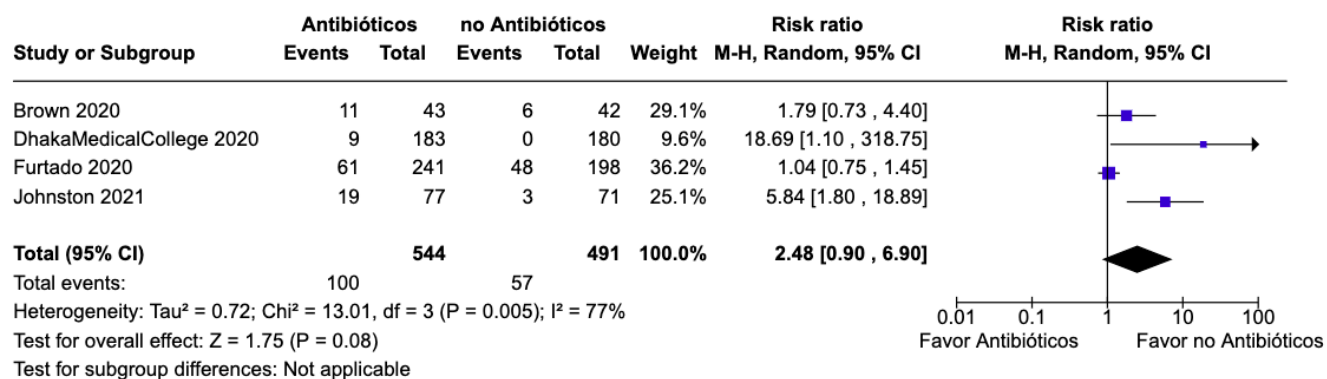 Antibióticos no Antibióticos Risk ratio Risk ratio
Study or Subgroup Events Total Events Total Weight M-H, Random, 95% CI M-H, Random, 95% CI
Brown 2020 11 43 6 42 29.1% 1.79 [0.73 , 4.40]
DhakaMedicalCollege 2020 9 183 0 180 9.6% 18.69 [1.10 , 318.75]
Furtado 2020 61 241 48 198 36.2% 1.04 [0.75 , 1.45]
Johnston 2021 19 77 3 71 25.1% 5.84 [1.80 , 18.89]
Total (95% CI) 544 491 100.0% 2.48 [0.90 , 6.90]
Total events: 100 57
Heterogeneity: Tau² = 0.72; Chi² = 13.01, df = 3 (P = 0.005); I² = 77%
Test for overall effect: Z = 1.75 (P = 0.08)
Test for subgroup differences: Not applicable
0.01 0.1 1 10 100
Favor Antibióticos Favor no Antibióticos